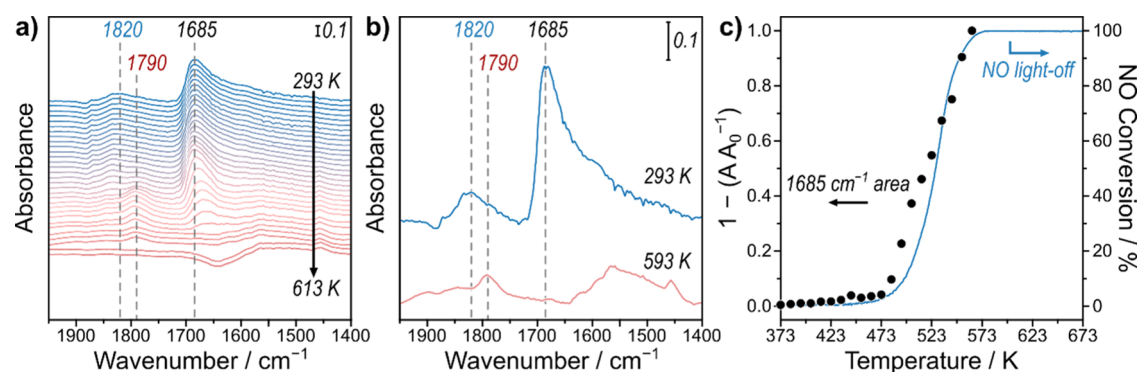 a)
1820
1685
1790
0.1
293 K
613 K
Absorbance
1900 1800 1700 1600 1500 1400
Wavenumber / cm⁻¹
b)
1820
1685
1790
0.1
293 K
593 K
Absorbance
1900 1800 1700 1600 1500 1400
Wavenumber / cm⁻¹
c)
1 − (A A₀⁻¹)
1.0
0.8
0.6
0.4
0.2
0.0
NO light-off
1685 cm⁻¹ area
100
80
60
40
20
0
NO Conversion / %
373 423 473 523 573 623 673
Temperature / K